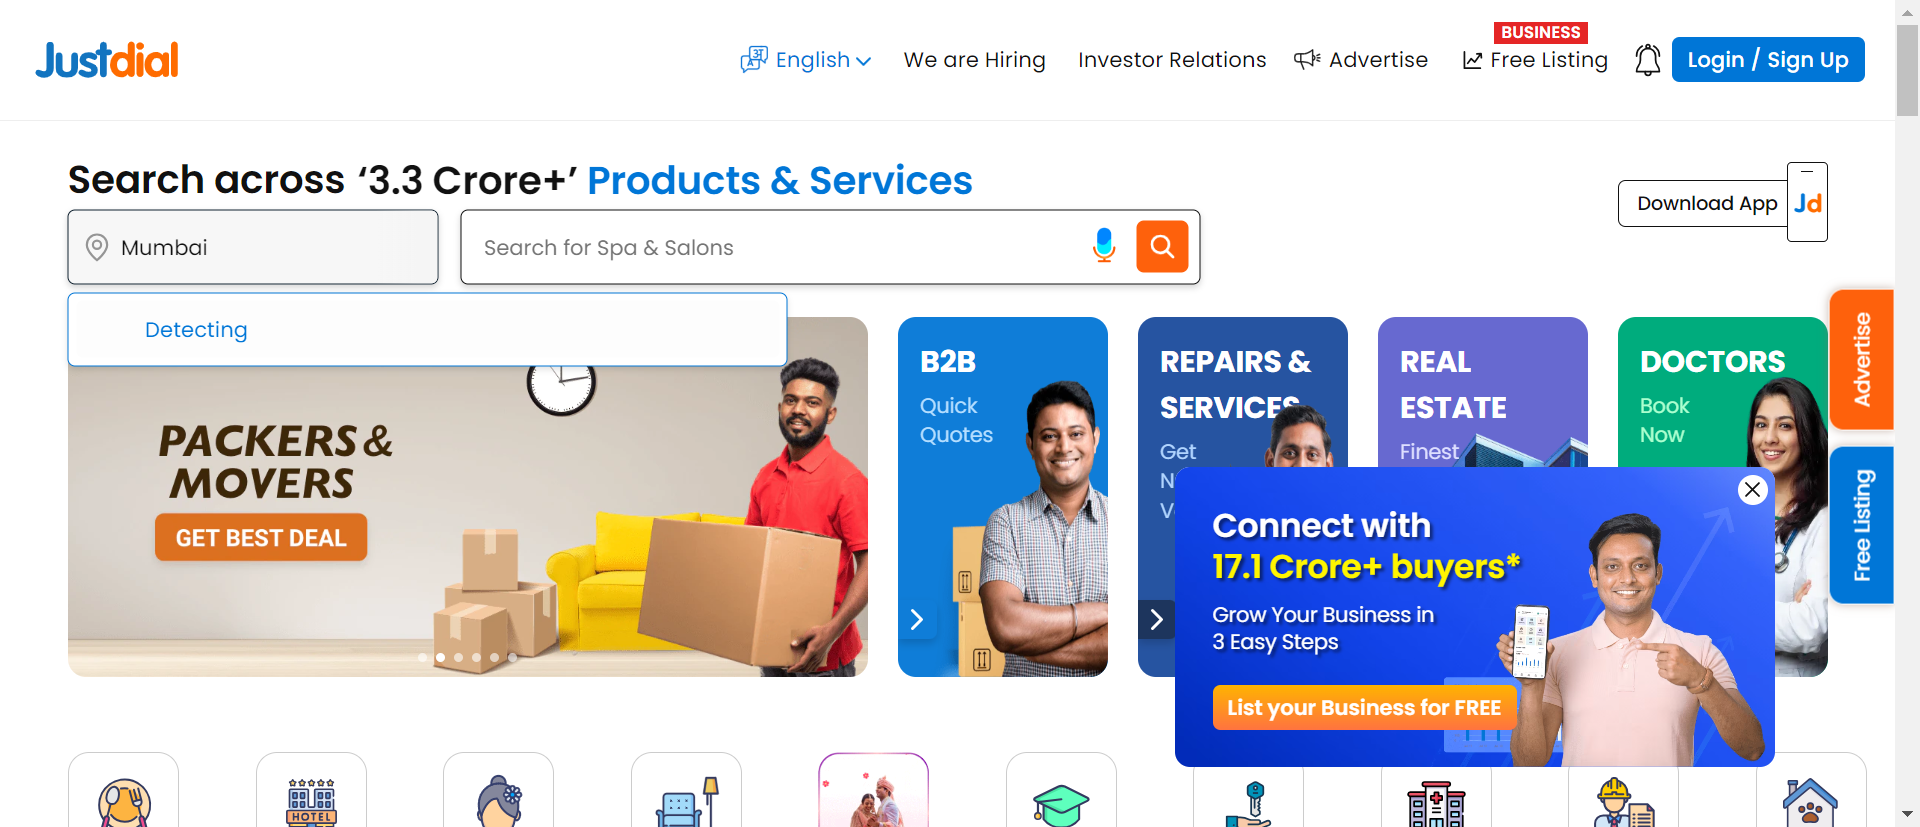 Justdial
English
We are Hiring
Investor Relations
Advertise
BUSINESS
Free Listing
Login / Sign Up
Search across ‘3.3 Crore+’ Products & Services
Download App
Jd
Mumbai
Search for Spa & Salons
Detecting
PACKERS &
MOVERS
GET BEST DEAL
B2B
Quick
Quotes
REPAIRS &
SERVICES
Get
REAL
ESTATE
Finest
DOCTORS
Book
Now
Advertise
Free Listing
Connect with
17.1 Crore+ buyers*
Grow Your Business in
3 Easy Steps
List your Business for FREE
HOTEL